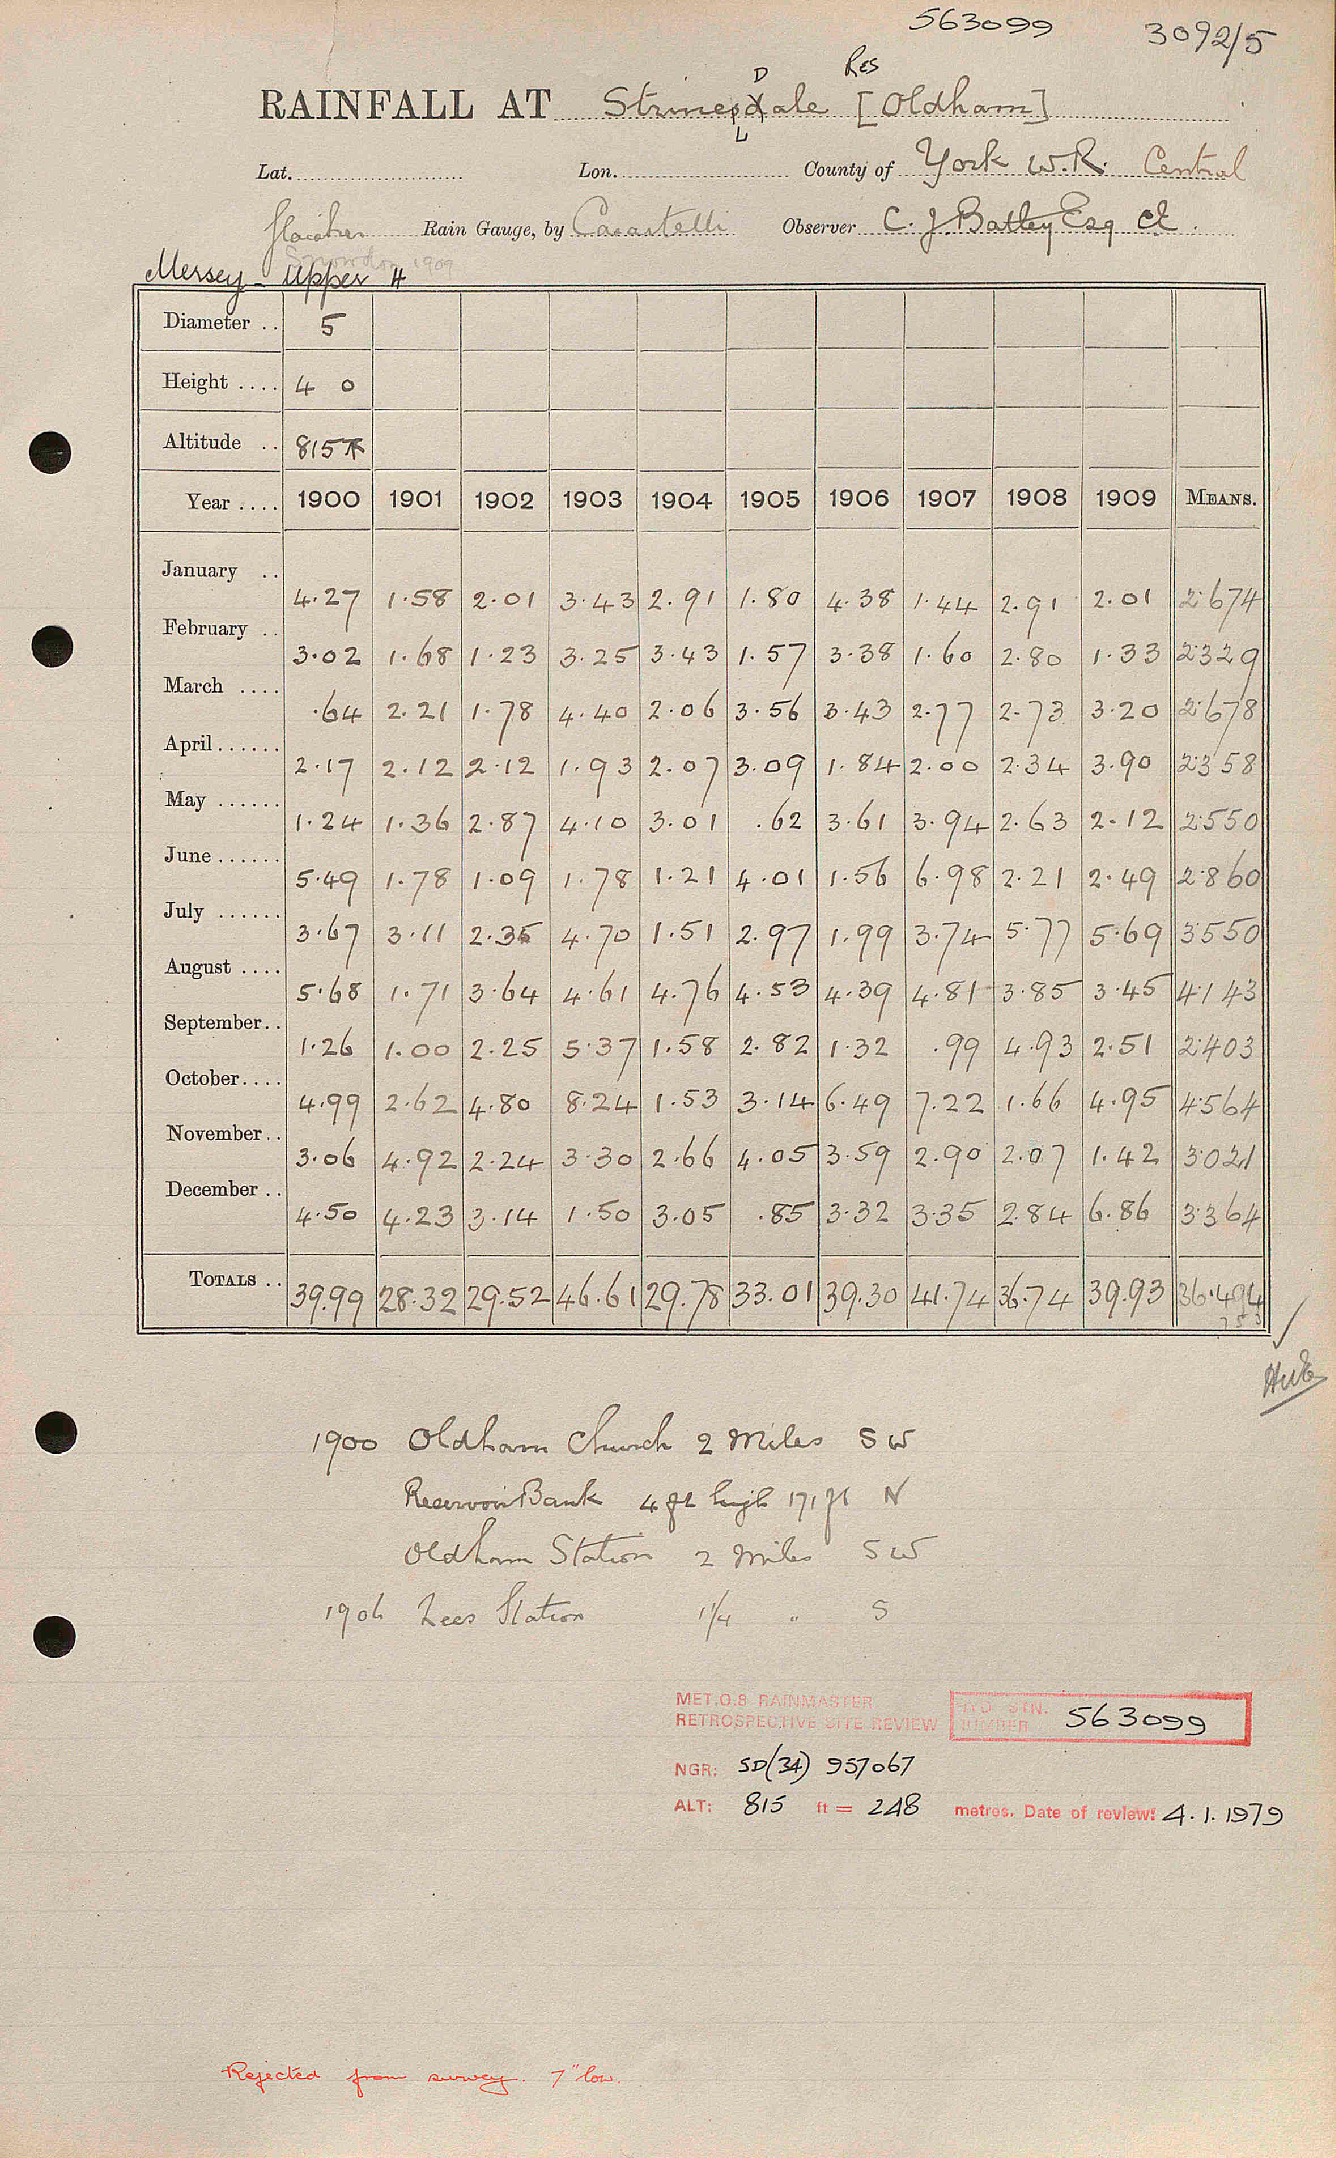 563099 3092/5
D Res
RAINFALL AT Strinesdale [Oldham]
L
Lat. Lon. County of York W.R. Central
Rain Gauge, by Casartelli Observer C. J. Batley Esq CE
Snowdon 1909
Mersey - Upper 4
Diameter .. 5
Height .... 4 0
Altitude .. 815
Year .... 1900 1901 1902 1903 1904 1905 1906 1907 1908 1909 MEANS.
January .. 4.27 1.58 2.01 3.43 2.91 1.80 4.38 1.44 2.91 2.01 2.674
February .. 3.02 1.68 1.23 3.25 3.43 1.57 3.38 1.60 2.80 1.33 2.329
March .... .64 2.21 1.78 4.40 2.06 3.56 3.43 2.77 2.73 3.20 2.678
April ...... 2.17 2.12 2.12 1.93 2.07 3.09 1.84 2.00 2.34 3.90 2.358
May ...... 1.24 1.36 2.87 4.10 3.01 .62 3.61 3.94 2.63 2.12 2.550
June ...... 5.49 1.78 1.09 1.78 1.21 4.01 1.56 6.98 2.21 2.49 2.860
July ...... 3.67 3.11 2.35 4.70 1.51 2.97 1.99 3.74 5.77 5.69 3.550
August .... 5.68 1.71 3.64 4.61 4.76 4.53 4.39 4.81 3.85 3.45 4.143
September .. 1.26 1.00 2.25 5.37 1.58 2.82 1.32 .99 4.93 2.51 2.403
October .... 4.99 2.62 4.80 8.24 1.53 3.14 6.49 7.22 1.66 4.95 4.564
November .. 3.06 4.92 2.24 3.30 2.66 4.05 3.59 2.90 2.07 1.42 3.021
December .. 4.50 4.23 3.14 1.50 3.05 .85 3.32 3.35 2.84 6.86 3.364
TOTALS .. 39.99 28.32 29.52 46.61 29.78 33.01 39.30 41.74 36.74 39.93 36.494
1900 Oldham Church 2 Miles SW
Reservoir Bank 4 ft high 171 ft N
Oldham Station 2 Miles SW
1906 Lees Station 1¼ " S
MET.O.8 RAINMASTER
RETROSPECTIVE SITE REVIEW
HYD. STN. NUMBER 563099
NGR: SD(34) 957067
ALT: 815 ft = 248 metres. Date of review: 4.1.1979
Rejected from survey. 7" low.